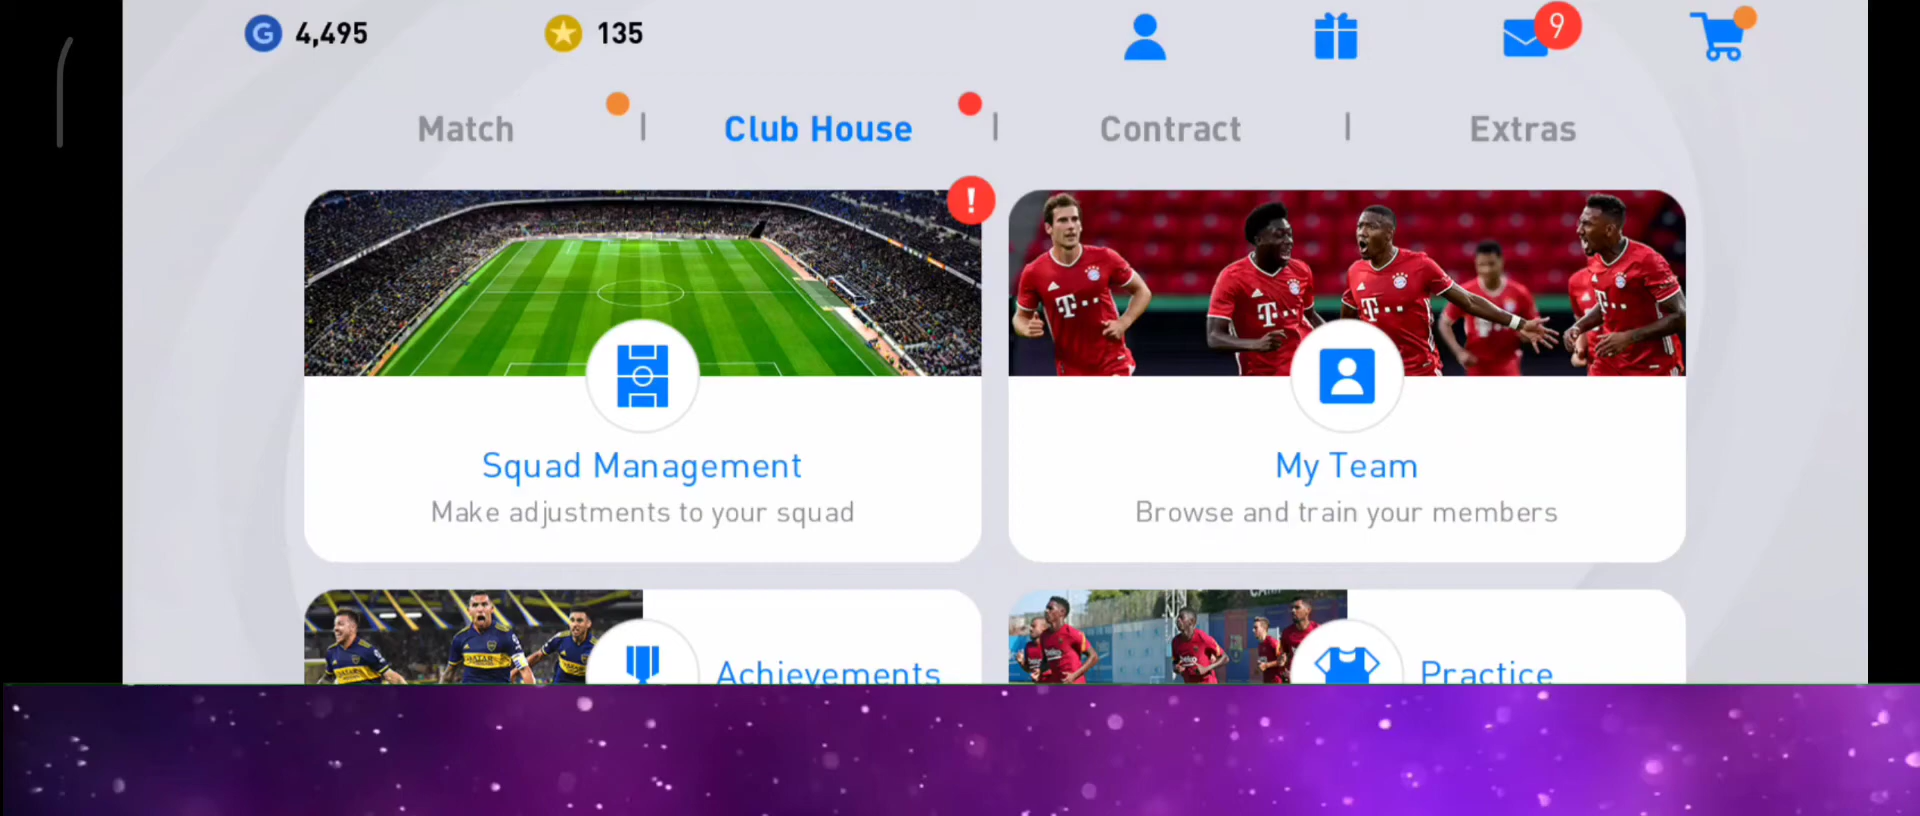 G 4,495 135 9
Match | Club House | Contract | Extras
!
Squad Management
Make adjustments to your squad
My Team
Browse and train your members
Achievements
Practice